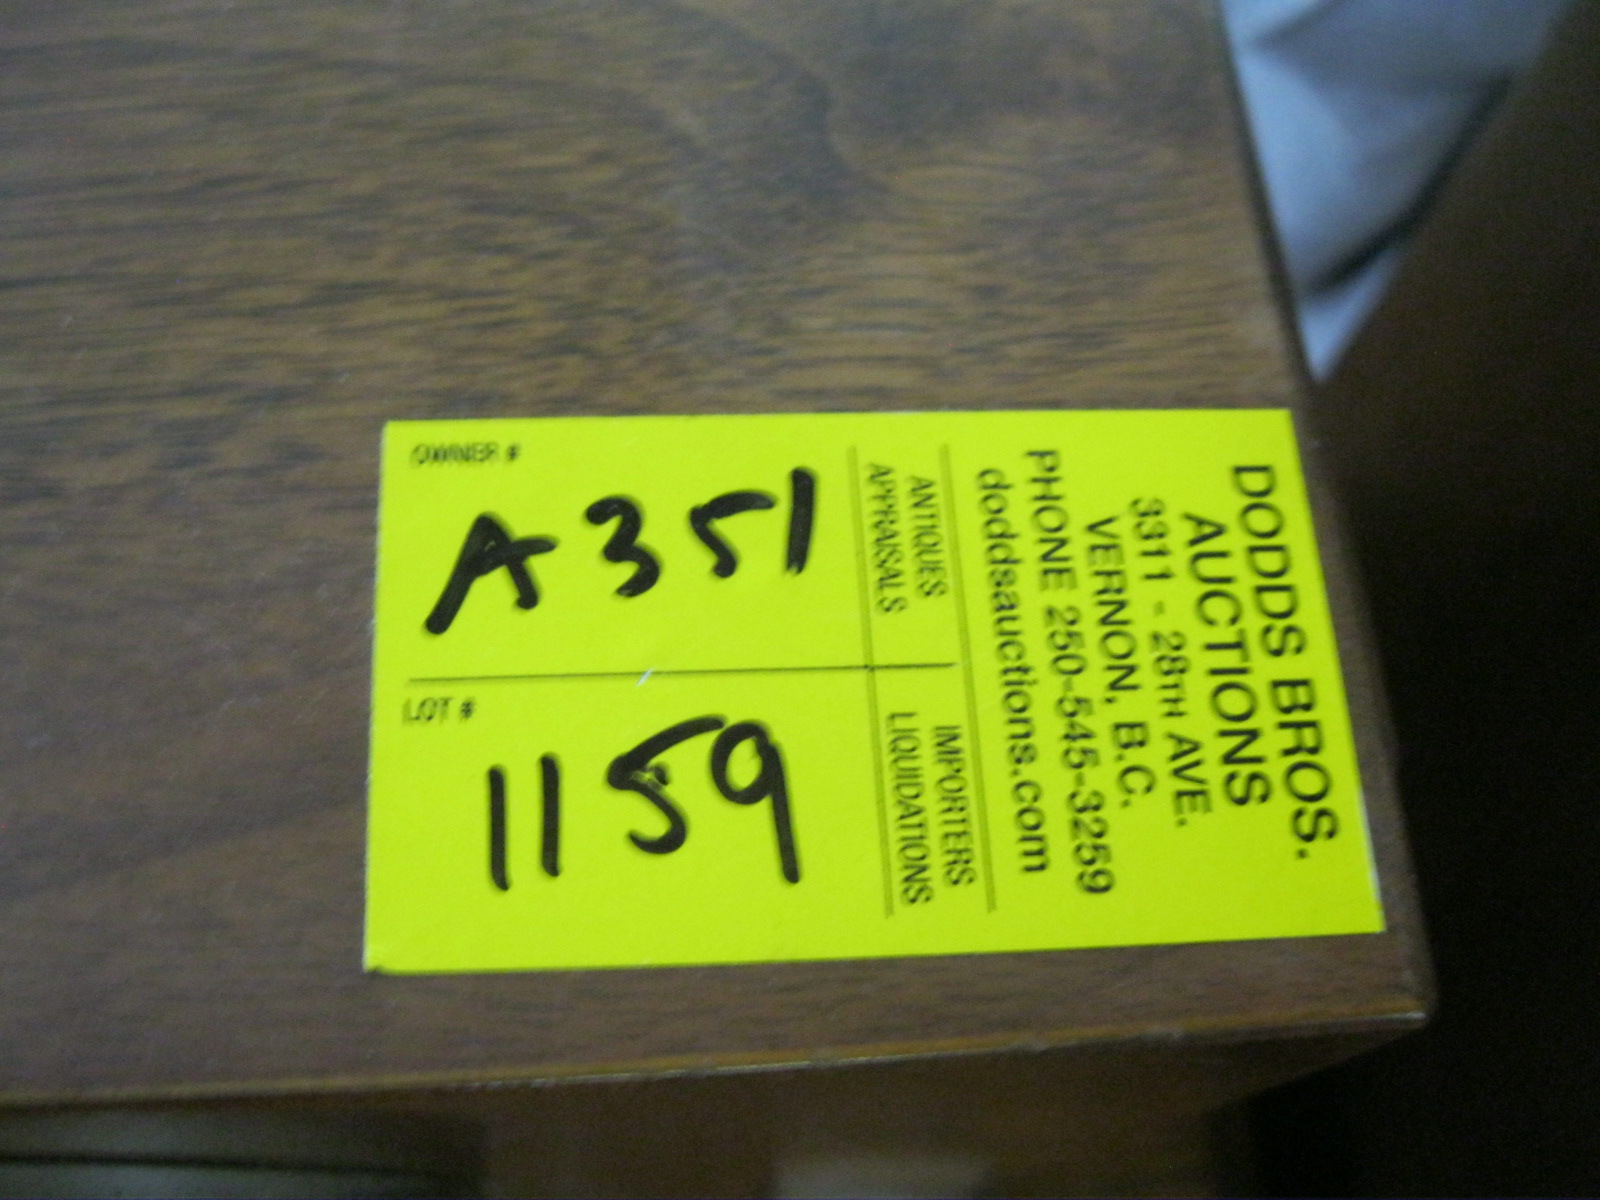 DODDS BROS.
AUCTIONS
3311 - 28TH AVE.
VERNON, B.C.
PHONE 250-545-3259
doddsauctions.com
ANTIQUES
APPRAISALS
IMPORTERS
LIQUIDATIONS
OWNER #
A351
LOT #
1159